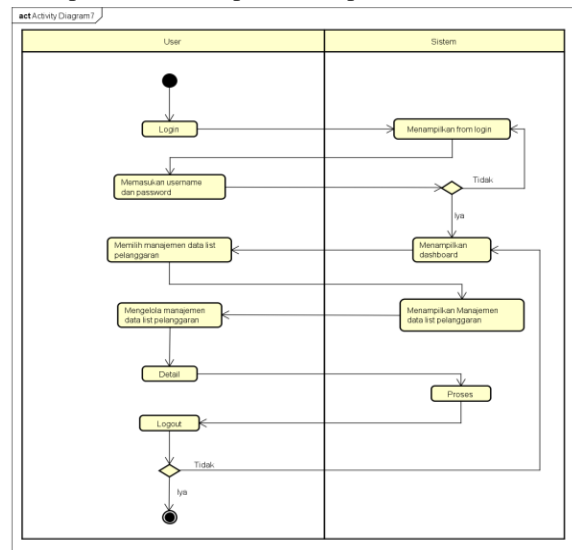 act Activity Diagram7
User
Sistem
Login
Menampilkan from login
Memasukan username
dan password
Tidak
Iya
Memilih manajemen data list
pelanggaran
Menampilkan
dashboard
Mengelola manajemen
data list pelanggaran
Menampilkan Manajemen
data list pelanggaran
Detail
Proses
Logout
Tidak
Iya